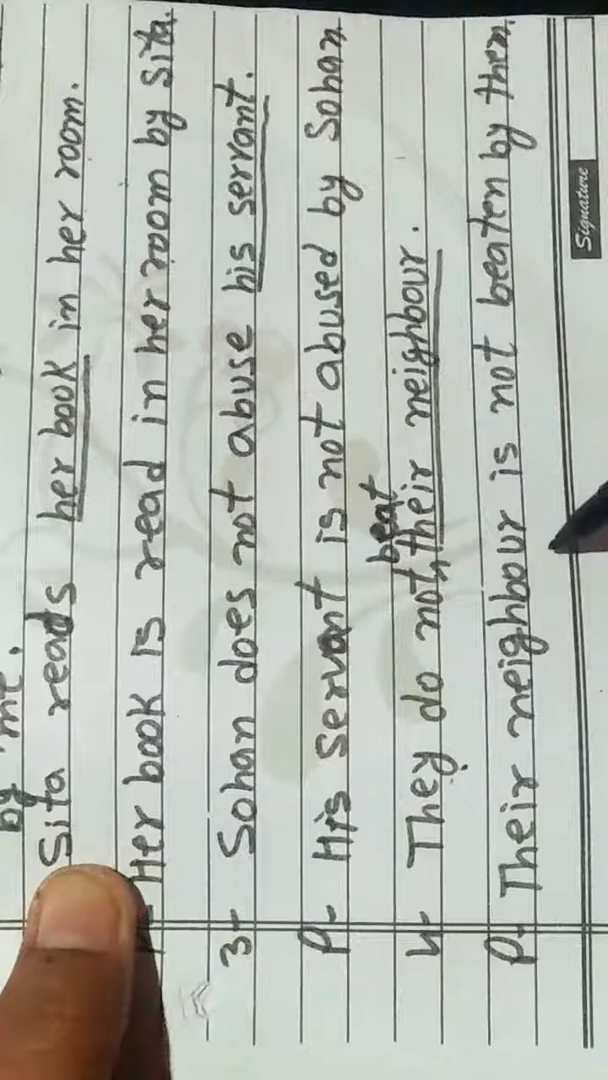 by me.
Sita reads her book in her room.
Her book is read in her room by Sita
3- Sohan does not abuse his servant.
P- His servant is not abused by Sohan
4- They do not, beat their neighbour.
P- Their neighbour is not beaten by them.
Signature